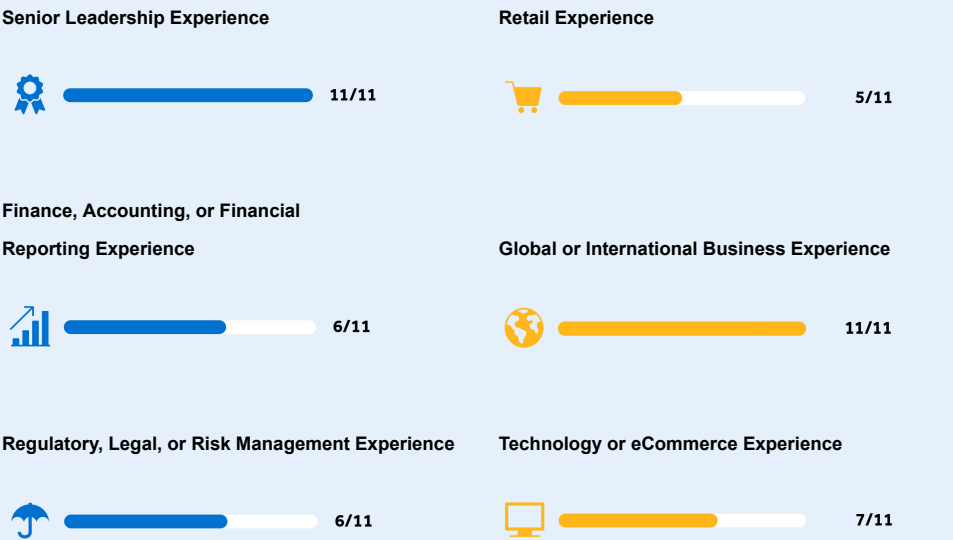 Senior Leadership Experience
Retail Experience
11/11
5/11
Finance, Accounting, or Financial
Reporting Experience
Global or International Business Experience
6/11
11/11
Regulatory, Legal, or Risk Management Experience
Technology or eCommerce Experience
6/11
7/11